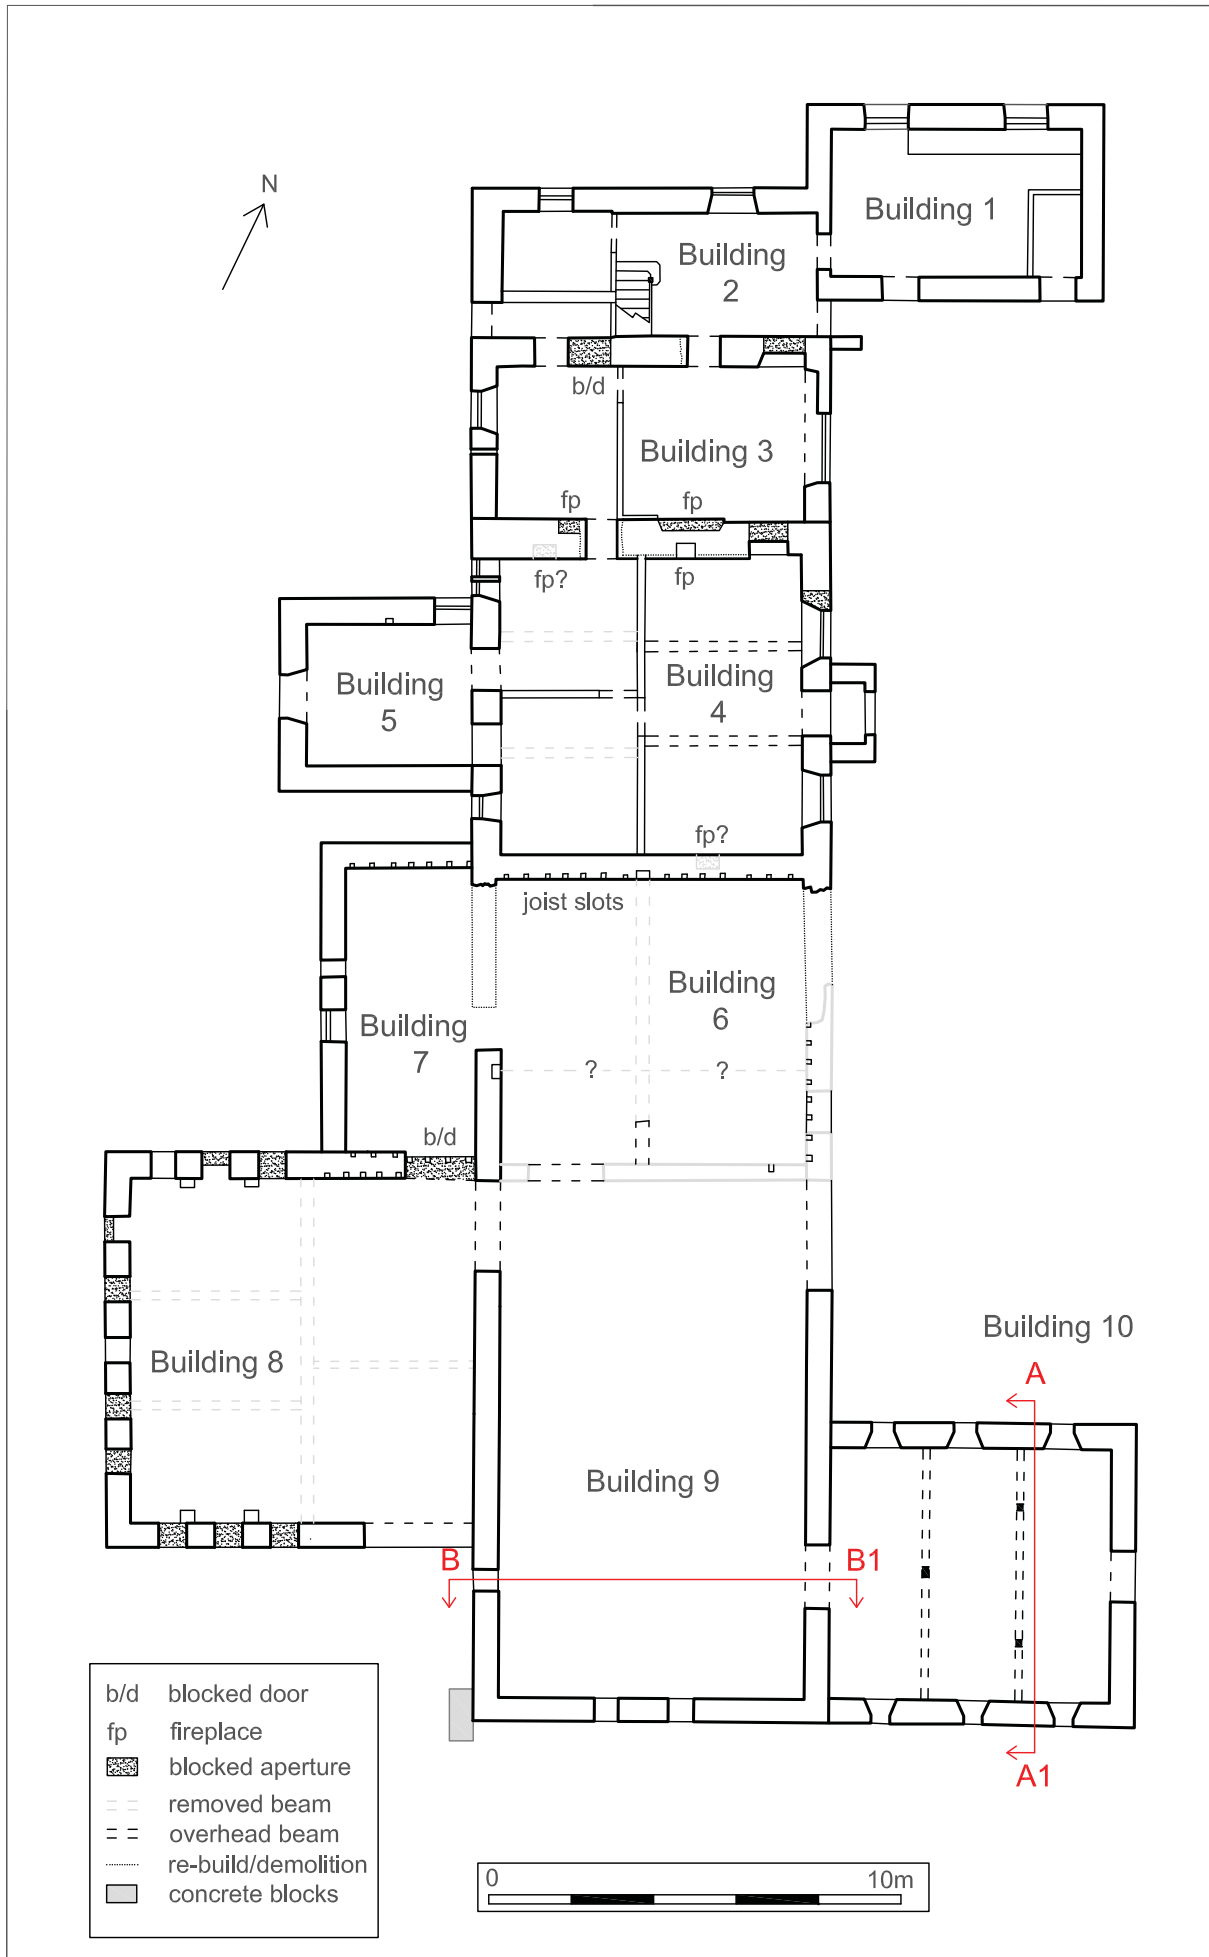 N
Building 1
Building
2
b/d
Building 3
fp
fp
fp?
fp
Building
5
Building
4
fp?
joist slots
Building
6
Building
7
?
?
b/d
Building 10
A
Building 8
Building 9
B
B1
A1
b/d blocked door
fp fireplace
blocked aperture
removed beam
overhead beam
re-build/demolition
concrete blocks
0 10m